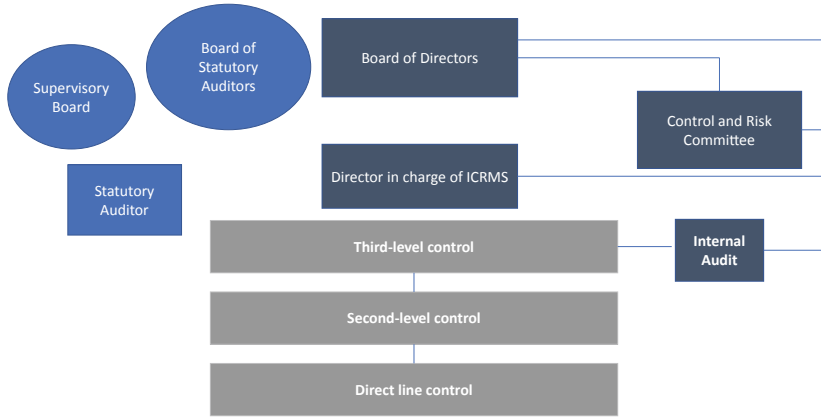 Board of
Statutory
Auditors
Board of Directors
Supervisory
Board
Control and Risk
Committee
Director in charge of ICRMS
Statutory
Auditor
Third-level control
Internal
Audit
Second-level control
Direct line control